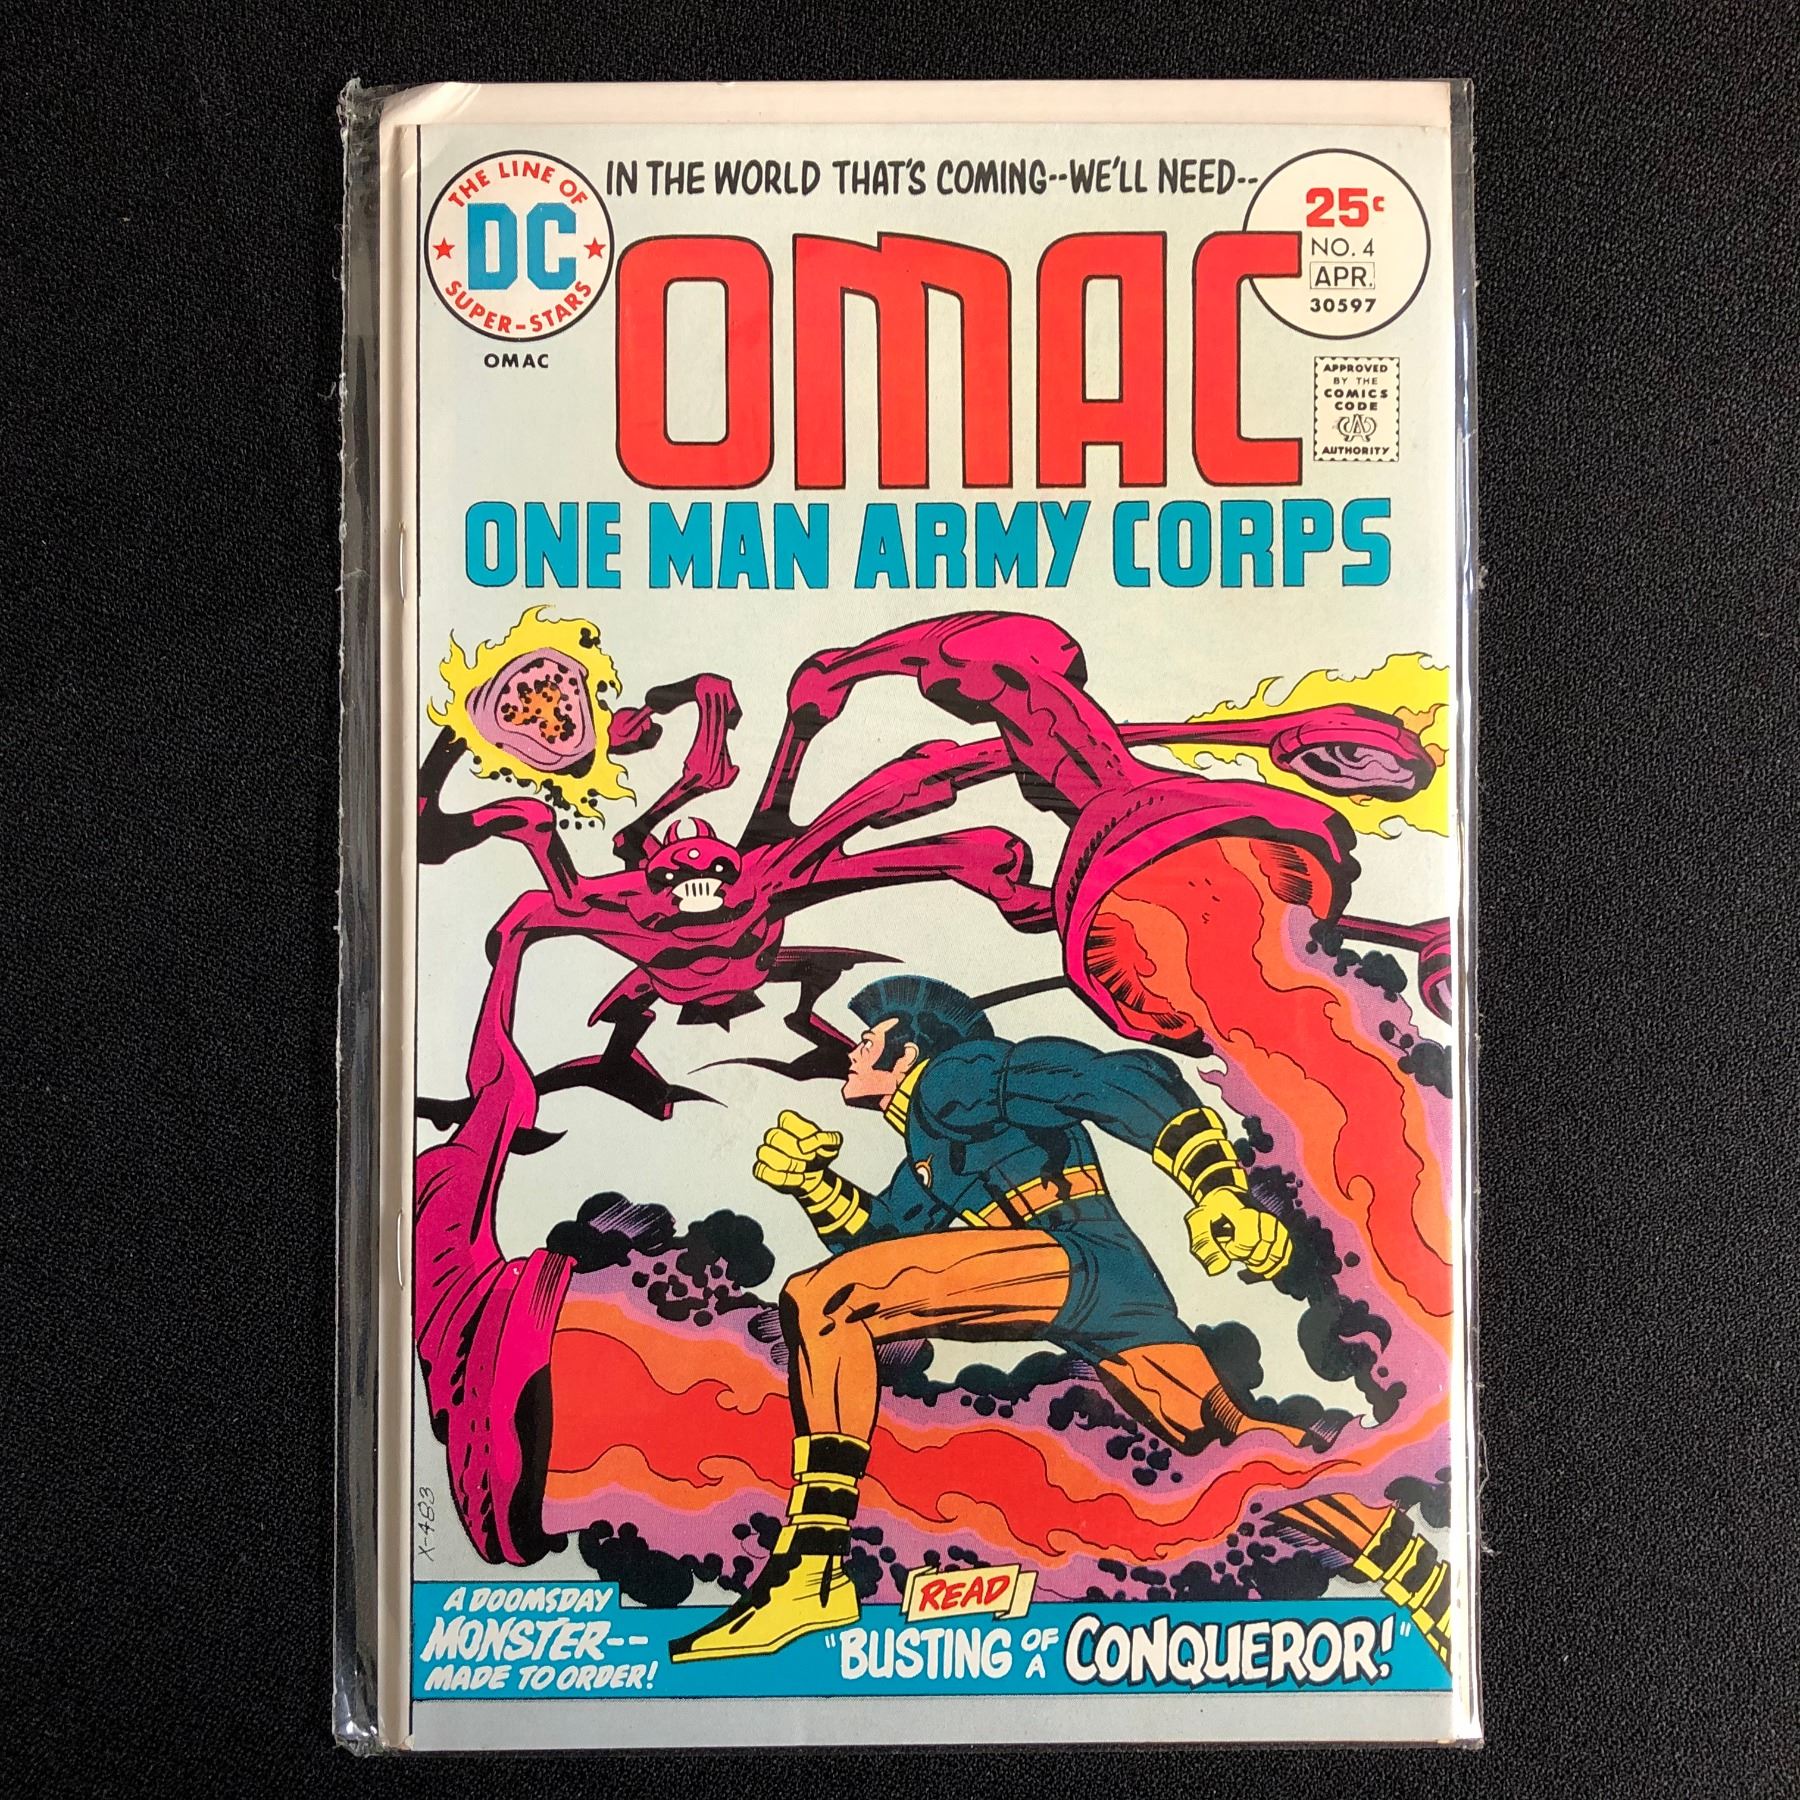 THE LINE OF
DC
SUPER-STARS
OMAC
IN THE WORLD THAT'S COMING--WE'LL NEED--
25c
NO. 4
APR.
30597
OMAC
APPROVED
BY THE
COMICS
CODE
CA
AUTHORITY
ONE MAN ARMY CORPS
X-483
A DOOMSDAY
MONSTER--
MADE TO ORDER!
READ
"BUSTING OF A CONQUEROR!"